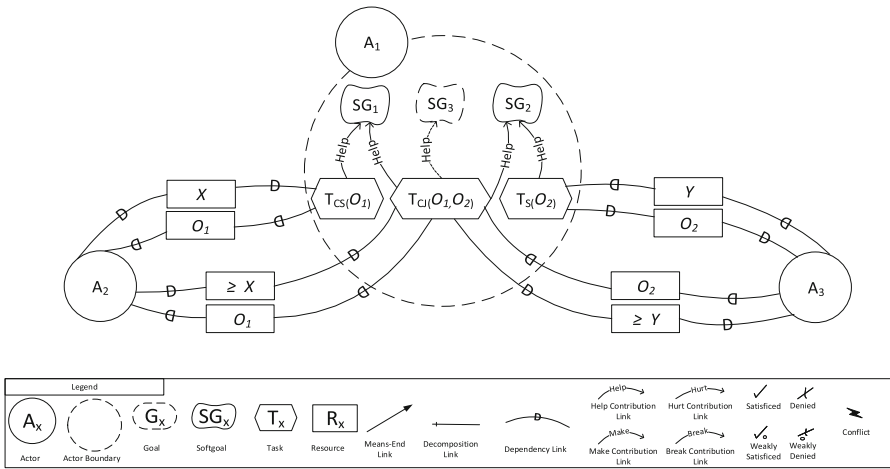 A1
SG1
SG3
SG2
Help
Help
Help
Help
Help
X
D
D
TCS(O1)
TCJ(O1,O2)
TS(O2)
D
D
Y
O1
D
D
D
D
O2
A2
D
≥ X
D
D
O2
D
A3
D
O1
D
D
≥ Y
D
Legend
Ax
Gx
SGx
Tx
Rx
D
Help
Help Contribution
Link
Hurt
Hurt Contribution
Link
Satisficed
Denied
Make
Make Contribution
Link
Break
Break Contribution
Link
Weakly
Satisficed
Weakly
Denied
Conflict
Actor
Actor Boundary
Goal
Softgoal
Task
Resource
Means-End
Link
Decomposition Link
Dependency Link